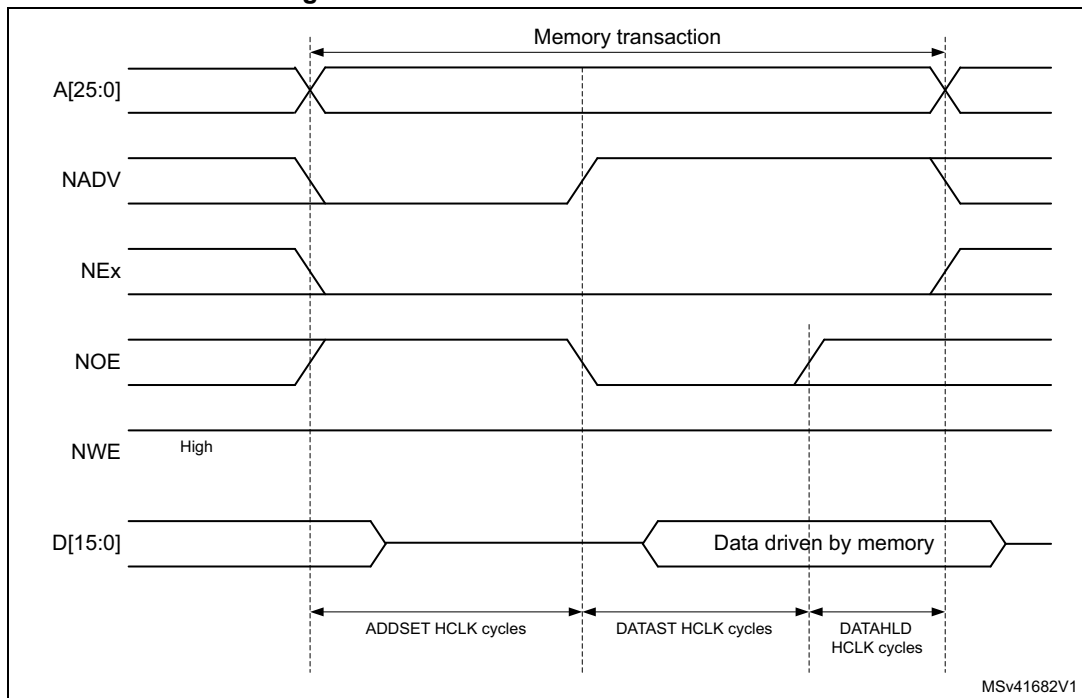 Memory transaction
A[25:0]
NADV
NEx
NOE
NWE
High
D[15:0]
Data driven by memory
ADDSET HCLK cycles
DATAST HCLK cycles
DATAHLD
HCLK cycles
MSv41682V1